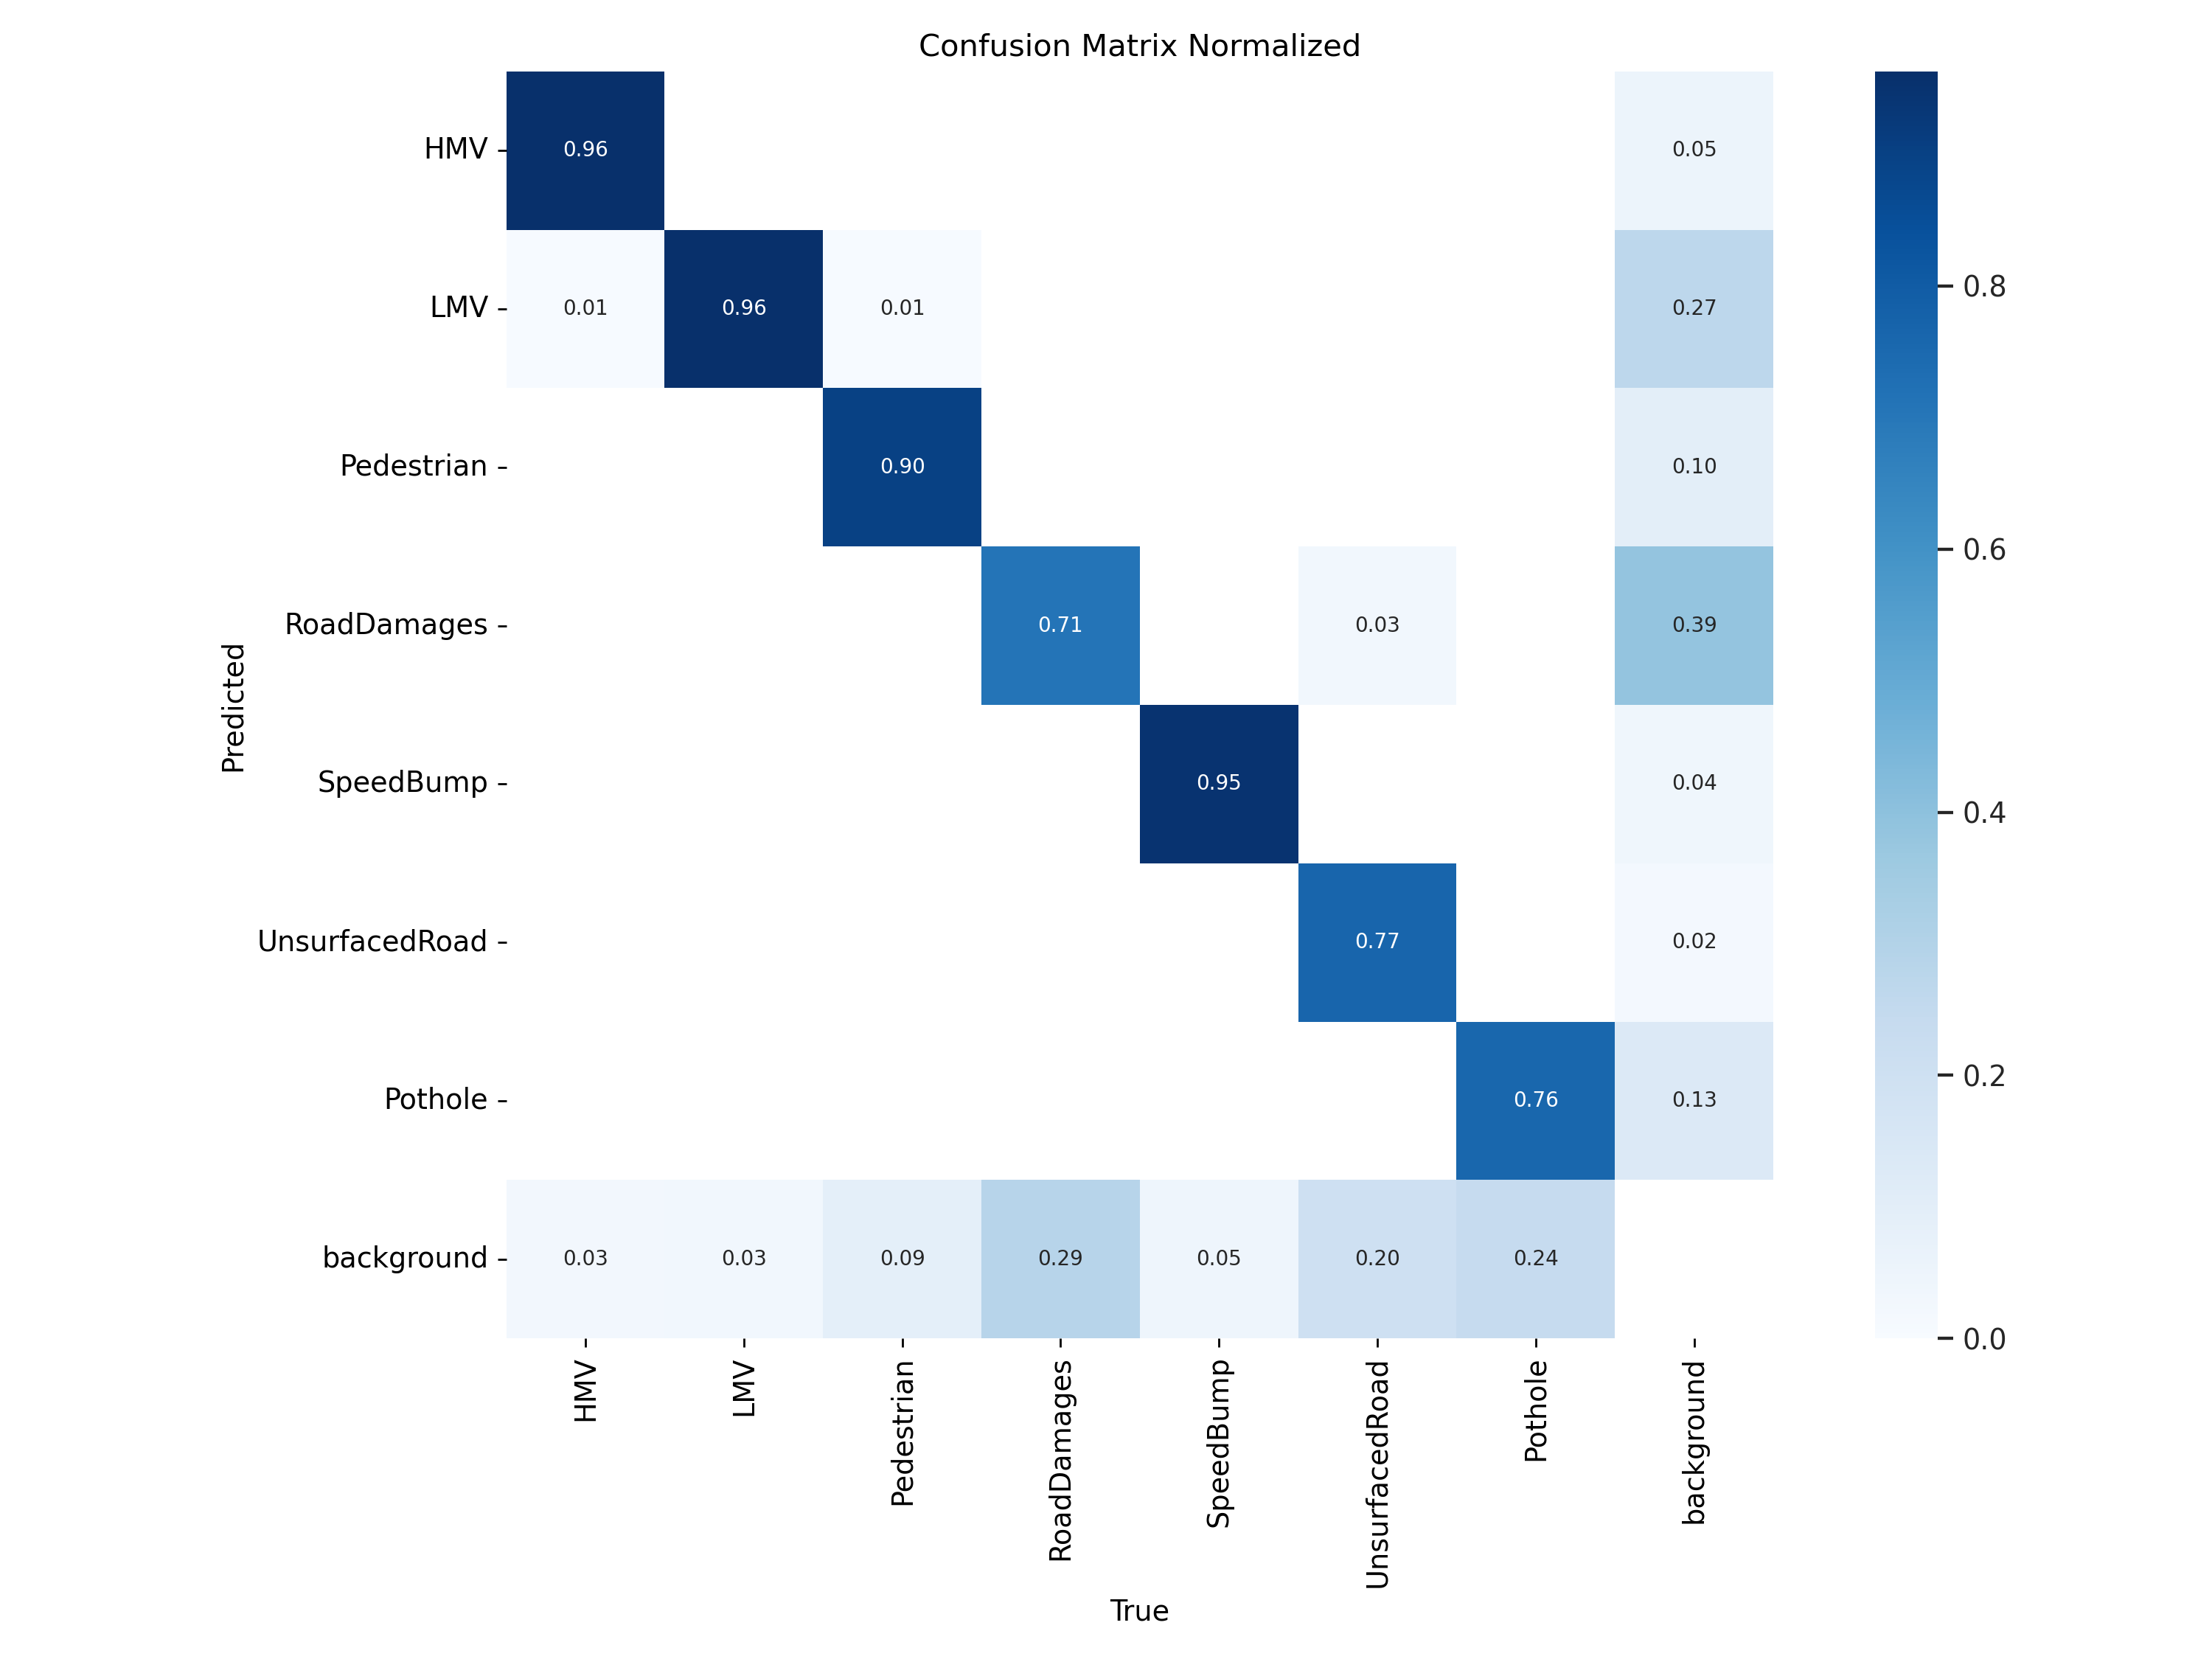 Confusion Matrix Normalized
Predicted
HMV 0.96 0.05
LMV 0.01 0.96 0.01 0.27
Pedestrian 0.90 0.10
RoadDamages 0.71 0.03 0.39
SpeedBump 0.95 0.04
UnsurfacedRoad 0.77 0.02
Pothole 0.76 0.13
background 0.03 0.03 0.09 0.29 0.05 0.20 0.24
HMV
LMV
Pedestrian
RoadDamages
SpeedBump
UnsurfacedRoad
Pothole
background
True
0.8
0.6
0.4
0.2
0.0